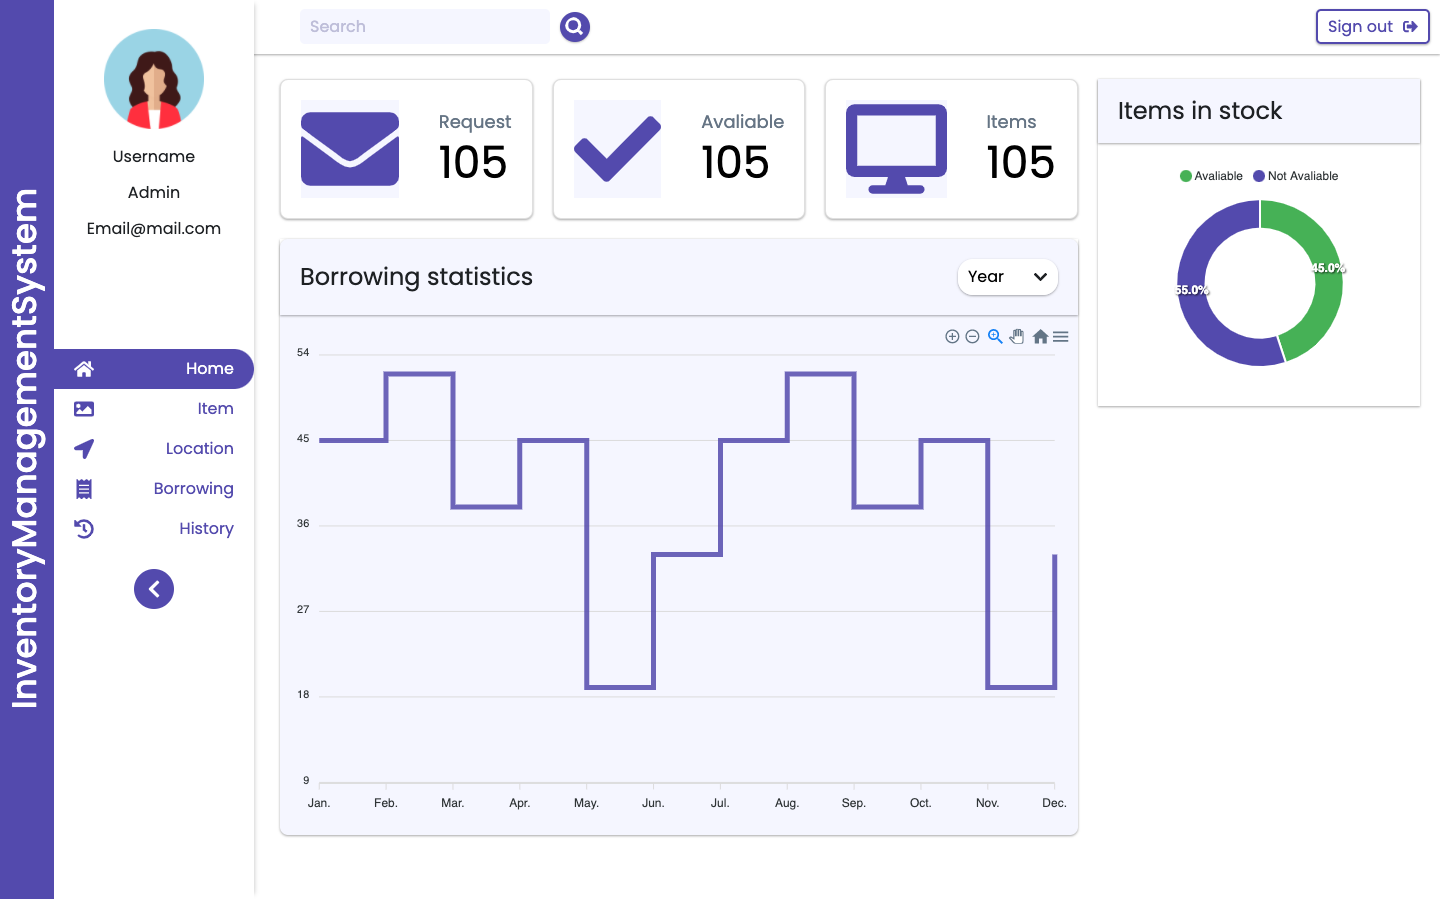 InventoryManagementSystem
Username
Admin
Email@mail.com
Home
Item
Location
Borrowing
History
Search
Sign out
Request
105
Avaliable
105
Items
105
Borrowing statistics
Year
54
45
36
27
18
9
Jan. Feb. Mar. Apr. May. Jun. Jul. Aug. Sep. Oct. Nov. Dec.
Items in stock
Avaliable Not Avaliable
45.0%
55.0%